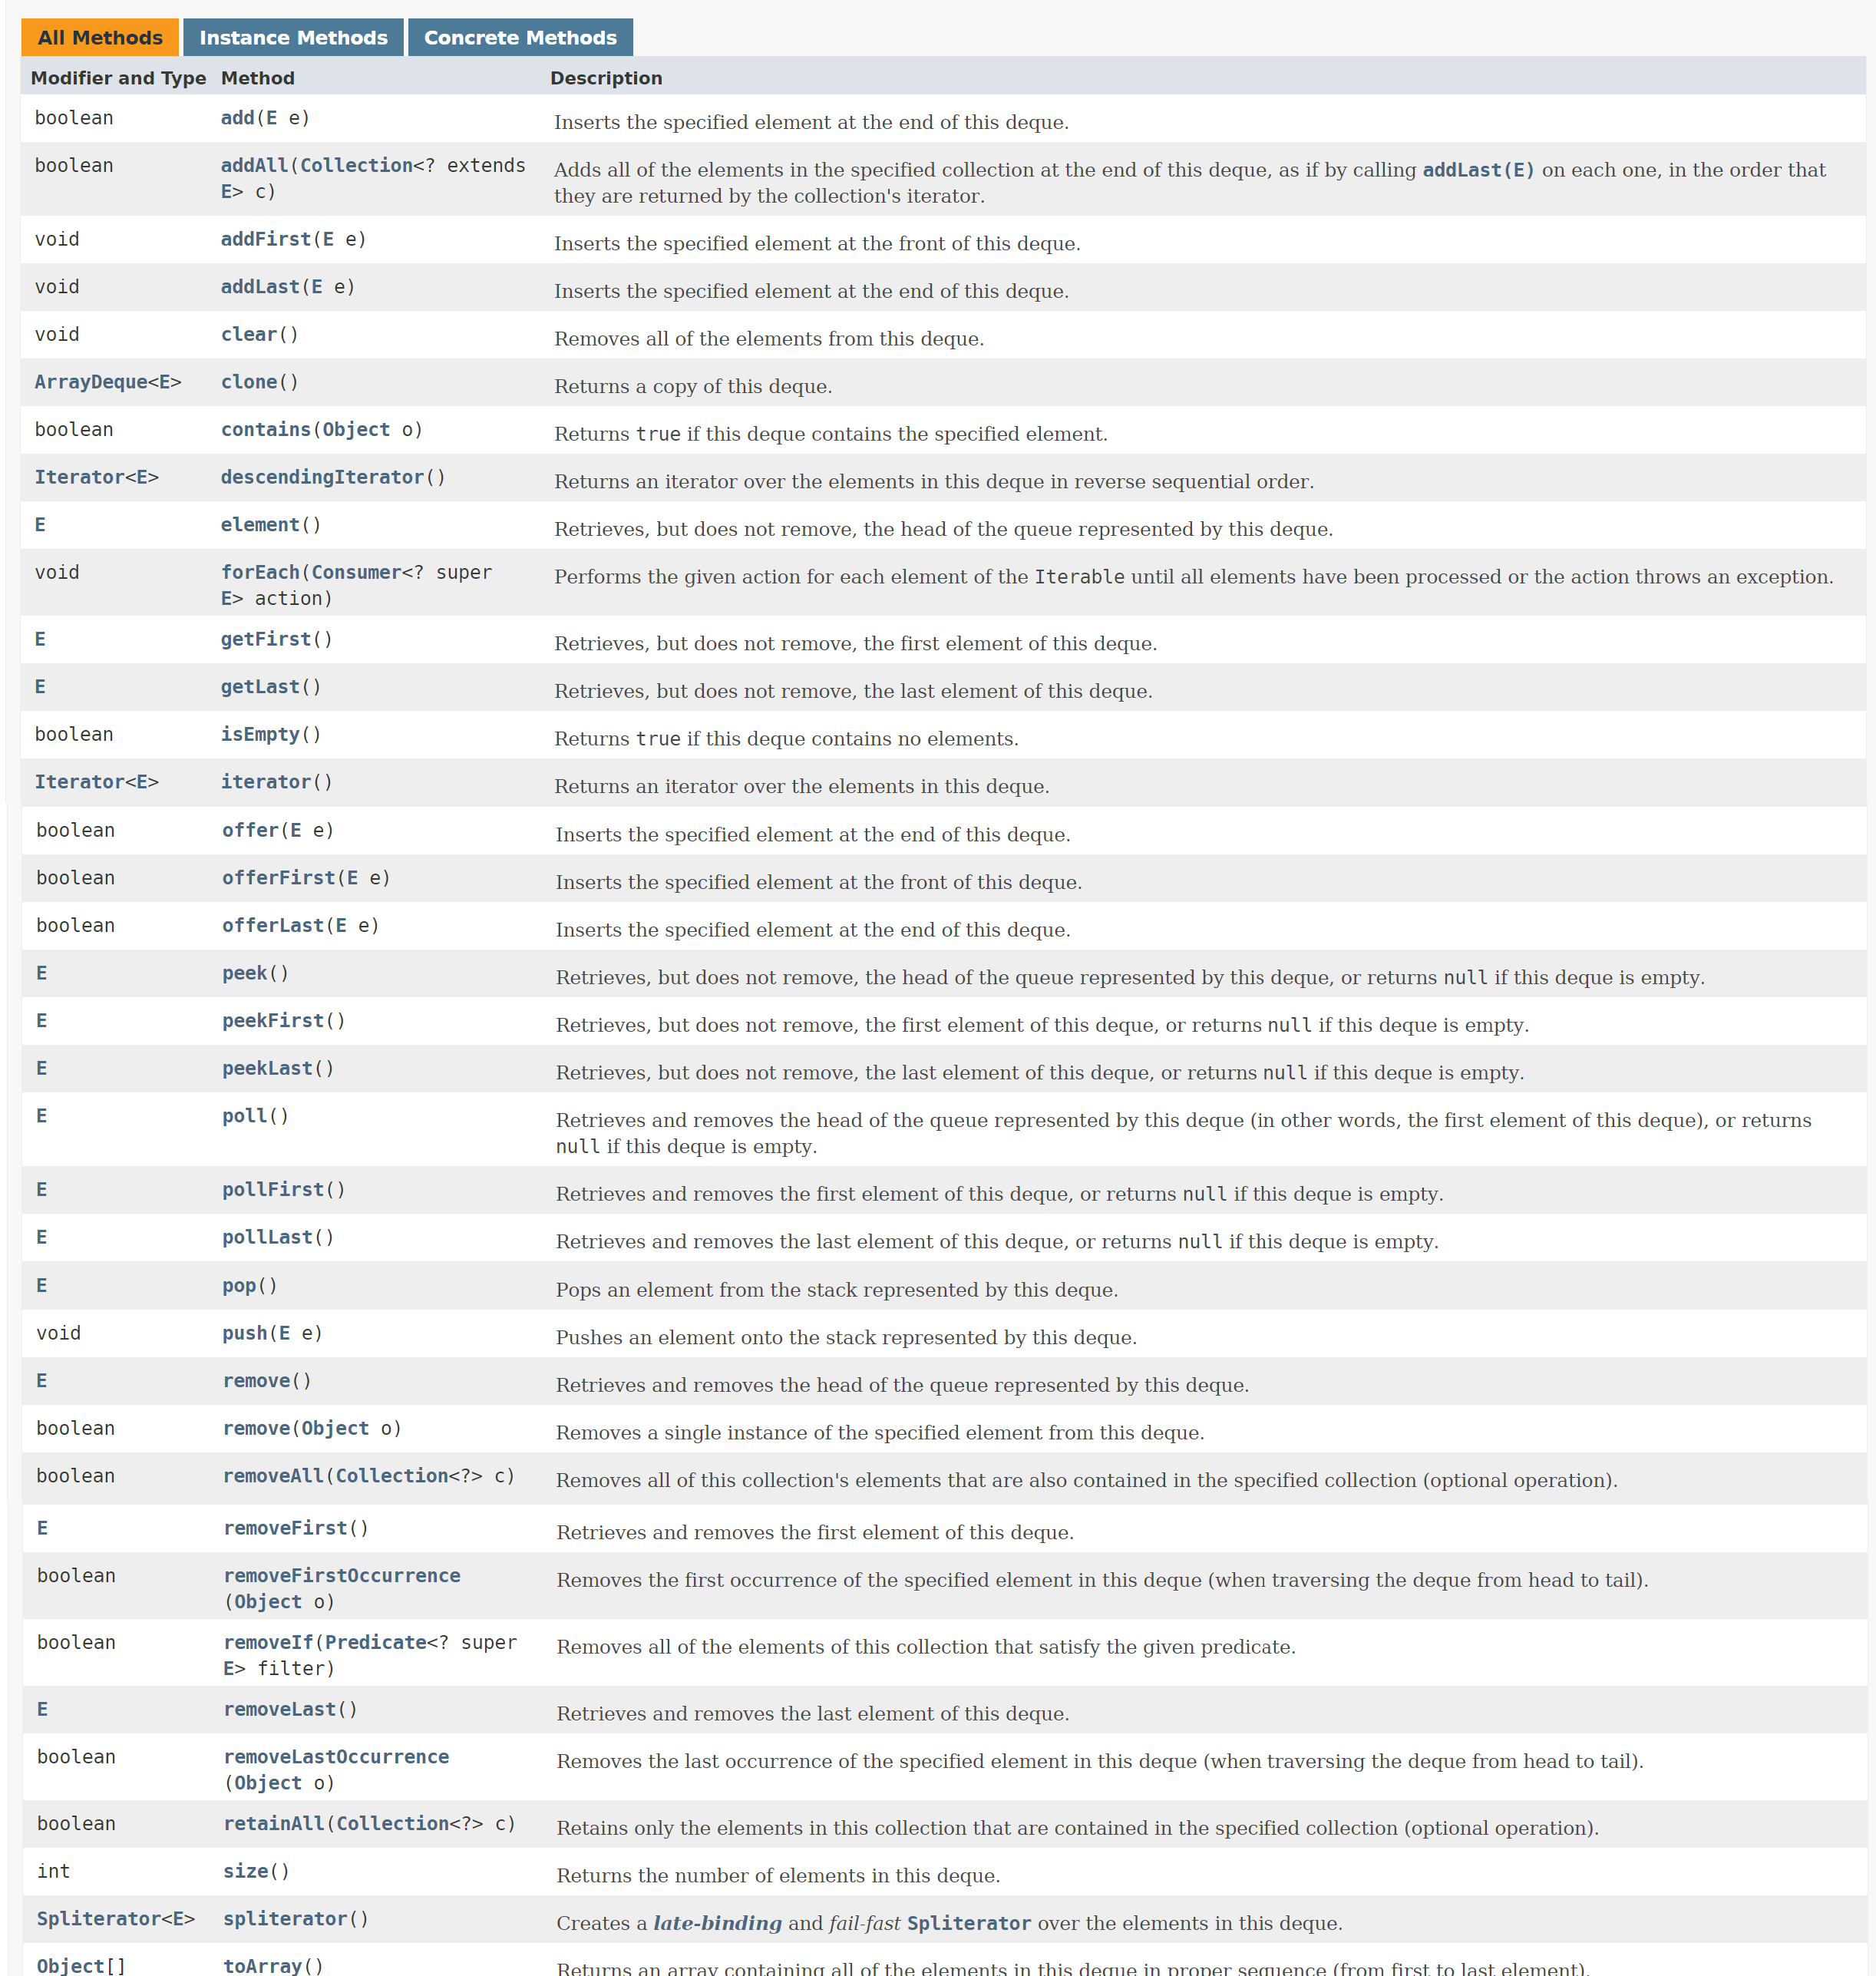 All Methods Instance Methods Concrete Methods
Modifier and Type Method Description
boolean add(E e) Inserts the specified element at the end of this deque.
boolean addAll(Collection<? extends Adds all of the elements in the specified collection at the end of this deque, as if by calling addLast(E) on each one, in the order that
E> c) they are returned by the collection's iterator.
void addFirst(E e) Inserts the specified element at the front of this deque.
void addLast(E e) Inserts the specified element at the end of this deque.
void clear() Removes all of the elements from this deque.
ArrayDeque<E> clone() Returns a copy of this deque.
boolean contains(Object o) Returns true if this deque contains the specified element.
Iterator<E> descendingIterator() Returns an iterator over the elements in this deque in reverse sequential order.
E element() Retrieves, but does not remove, the head of the queue represented by this deque.
void forEach(Consumer<? super Performs the given action for each element of the Iterable until all elements have been processed or the action throws an exception.
E> action)
E getFirst() Retrieves, but does not remove, the first element of this deque.
E getLast() Retrieves, but does not remove, the last element of this deque.
boolean isEmpty() Returns true if this deque contains no elements.
Iterator<E> iterator() Returns an iterator over the elements in this deque.
boolean offer(E e) Inserts the specified element at the end of this deque.
boolean offerFirst(E e) Inserts the specified element at the front of this deque.
boolean offerLast(E e) Inserts the specified element at the end of this deque.
E peek() Retrieves, but does not remove, the head of the queue represented by this deque, or returns null if this deque is empty.
E peekFirst() Retrieves, but does not remove, the first element of this deque, or returns null if this deque is empty.
E peekLast() Retrieves, but does not remove, the last element of this deque, or returns null if this deque is empty.
E poll() Retrieves and removes the head of the queue represented by this deque (in other words, the first element of this deque), or returns
null if this deque is empty.
E pollFirst() Retrieves and removes the first element of this deque, or returns null if this deque is empty.
E pollLast() Retrieves and removes the last element of this deque, or returns null if this deque is empty.
E pop() Pops an element from the stack represented by this deque.
void push(E e) Pushes an element onto the stack represented by this deque.
E remove() Retrieves and removes the head of the queue represented by this deque.
boolean remove(Object o) Removes a single instance of the specified element from this deque.
boolean removeAll(Collection<?> c) Removes all of this collection's elements that are also contained in the specified collection (optional operation).
E removeFirst() Retrieves and removes the first element of this deque.
boolean removeFirstOccurrence Removes the first occurrence of the specified element in this deque (when traversing the deque from head to tail).
(Object o)
boolean removeIf(Predicate<? super Removes all of the elements of this collection that satisfy the given predicate.
E> filter)
E removeLast() Retrieves and removes the last element of this deque.
boolean removeLastOccurrence Removes the last occurrence of the specified element in this deque (when traversing the deque from head to tail).
(Object o)
boolean retainAll(Collection<?> c) Retains only the elements in this collection that are contained in the specified collection (optional operation).
int size() Returns the number of elements in this deque.
Spliterator<E> spliterator() Creates a late-binding and fail-fast Spliterator over the elements in this deque.
Object[] toArray() Returns an array containing all of the elements in this deque in proper sequence (from first to last element).